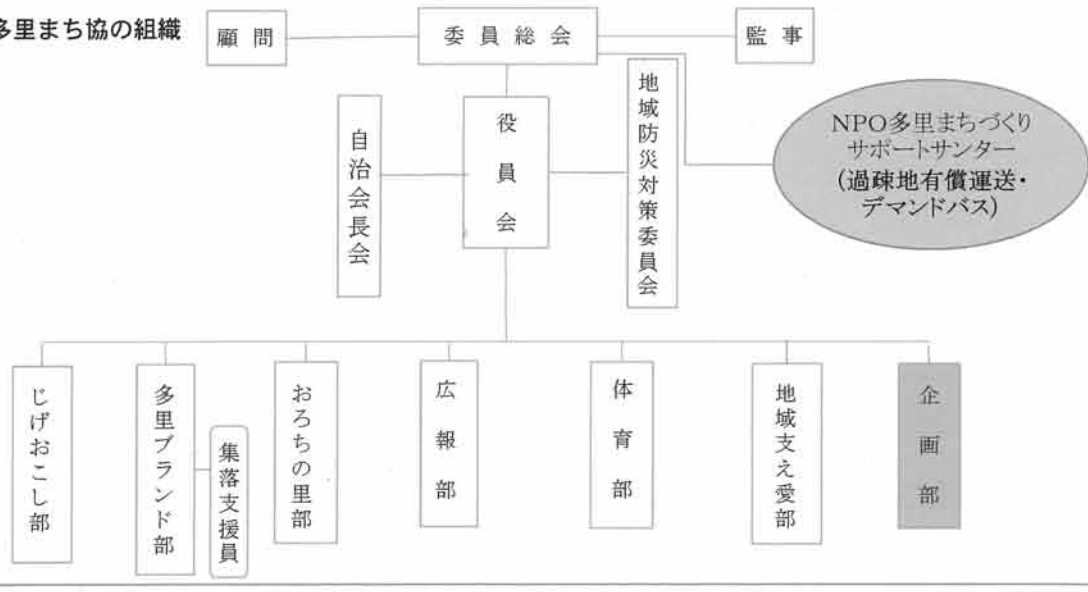 多里まち協の組織
顧問
委員総会
監事
自治会長会
役員会
地域防災対策委員会
NPO多里まちづくり
サポートサンター
(過疎地有償運送・
デマンドバス)
じげおこし部
多里ブランド部
集落支援員
おろちの里部
広報部
体育部
地域支え愛部
企画部